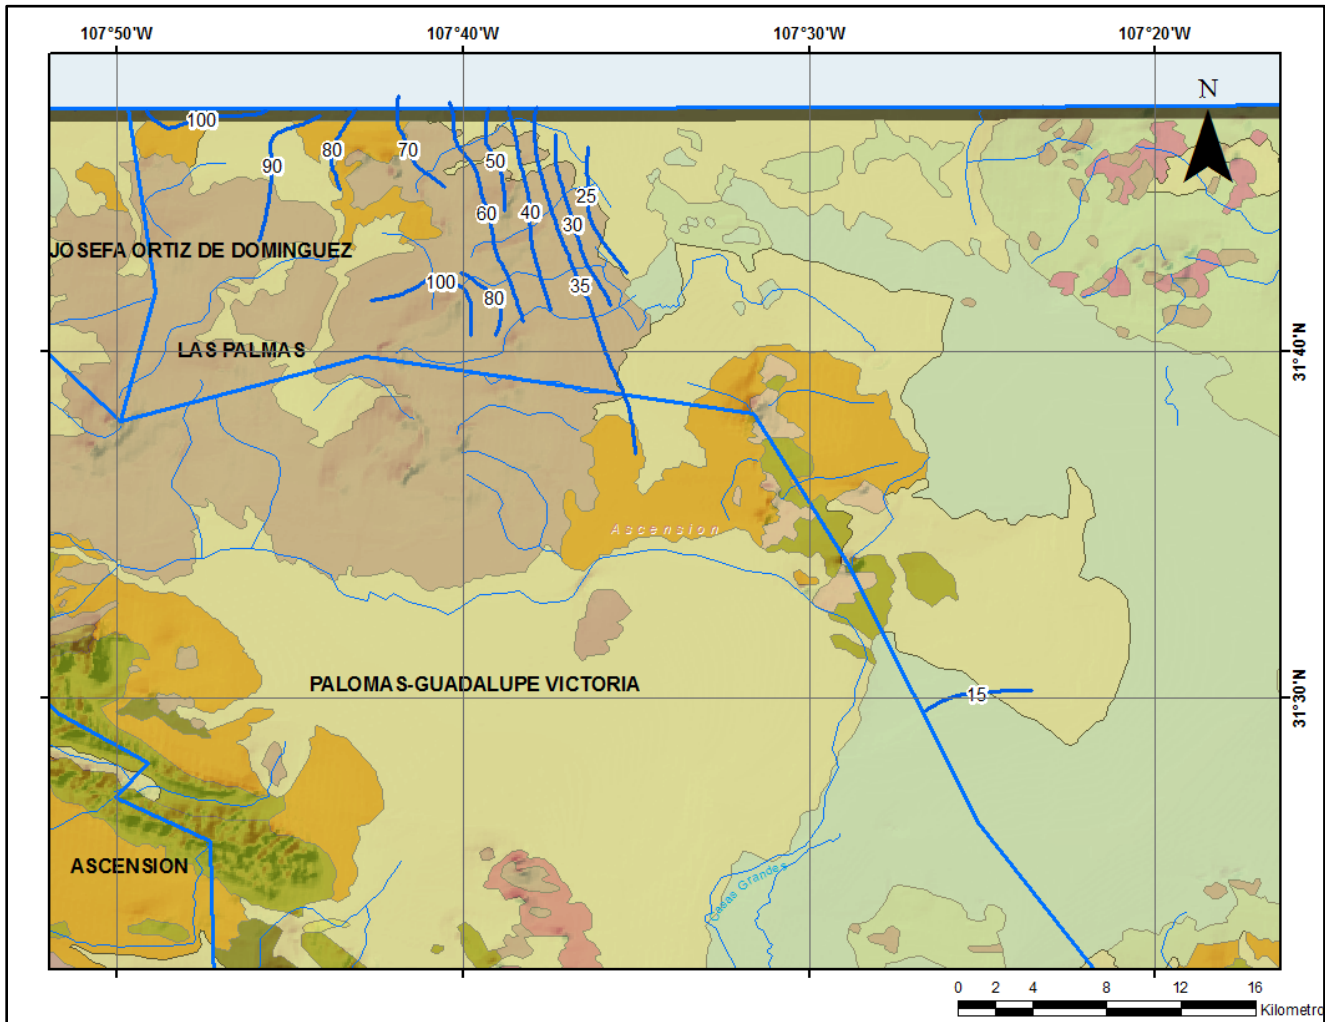 107°50'W 107°40'W 107°30'W 107°20'W
N
100
90
80
70
50
60
40
25
30
35
JOSEFA ORTIZ DE DOMINGUEZ
100
80
LAS PALMAS
31°40'N
Ascension
PALOMAS-GUADALUPE VICTORIA
15
31°30'N
ASCENSION
Casas Grandes
0 2 4 8 12 16
Kilometro